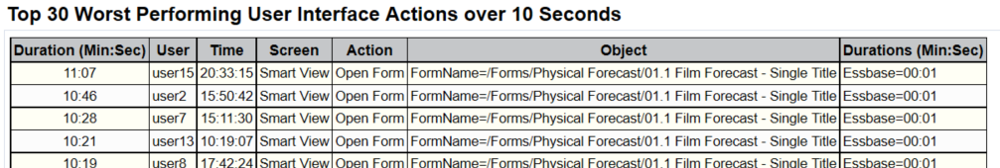 Top 30 Worst Performing User Interface Actions over 10 Seconds
Duration (Min:Sec) User Time Screen Action Object Durations (Min:Sec)
11:07 user15 20:33:15 Smart View Open Form FormName=/Forms/Physical Forecast/01.1 Film Forecast - Single Title Essbase=00:01
10:46 user2 15:50:42 Smart View Open Form FormName=/Forms/Physical Forecast/01.1 Film Forecast - Single Title Essbase=00:01
10:28 user7 15:11:30 Smart View Open Form FormName=/Forms/Physical Forecast/01.1 Film Forecast - Single Title Essbase=00:01
10:21 user13 10:19:07 Smart View Open Form FormName=/Forms/Physical Forecast/01.1 Film Forecast - Single Title Essbase=00:01
10:19 user8 17:42:24 Smart View Open Form FormName=/Forms/Physical Forecast/01.1 Film Forecast - Single Title Essbase=00:01